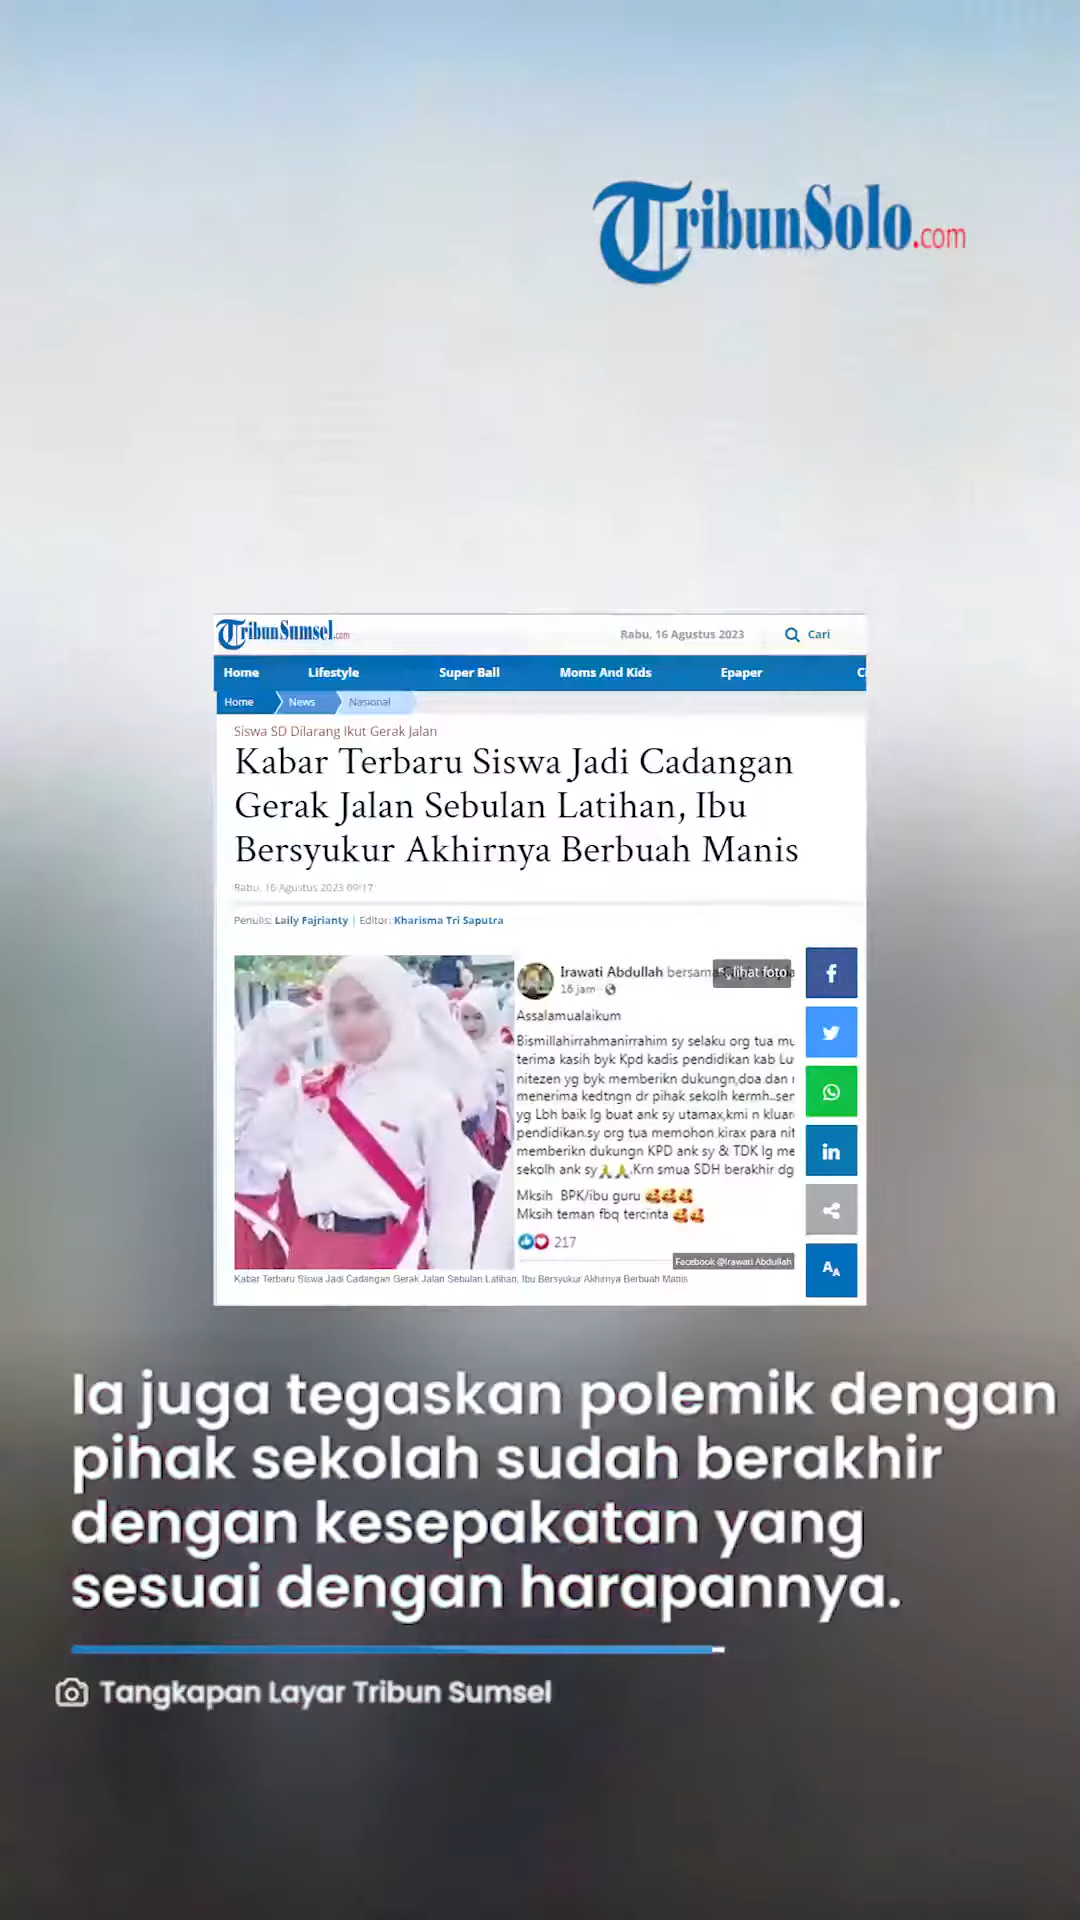 TribunSolo.com
TribunSumsel.com
Rabu, 16 Agustus 2023
Cari
Home Lifestyle Super Ball Moms And Kids Epaper
Home News Nasional
Siswa SD Dilarang Ikut Gerak Jalan
Kabar Terbaru Siswa Jadi Cadangan
Gerak Jalan Sebulan Latihan, Ibu
Bersyukur Akhirnya Berbuah Manis
Rabu, 16 Agustus 2023 09:17
Penulis: Laily Fajrianty | Editor: Kharisma Tri Saputra
Irawati Abdullah bersama
lihat foto
16 jam
Assalamualaikum
Bismillahirrahmanirrahim sy selaku org tua mu
terima kasih byk Kpd kadis pendidikan kab Lu
nitezen yg byk memberikn dukungn,doa dan
menerima kedtngn dr pihak sekolh kermh..ser
yg Lbh baik lg buat ank sy utamax,kmi n kluar
pendidikan.sy org tua memohon kirax para nit
memberikn dukungn KPD ank sy & TDK lg me
sekolh ank sy🙏🙏.Krn smua SDH berakhir dg
Mksih BPK/ibu guru 🥰🥰🥰
Mksih teman fbq tercinta 🥰🥰
217
Facebook @Irawati Abdullah
Kabar Terbaru Siswa Jadi Cadangan Gerak Jalan Sebulan Latihan, Ibu Bersyukur Akhirnya Berbuah Manis
Ia juga tegaskan polemik dengan
pihak sekolah sudah berakhir
dengan kesepakatan yang
sesuai dengan harapannya.
Tangkapan Layar Tribun Sumsel